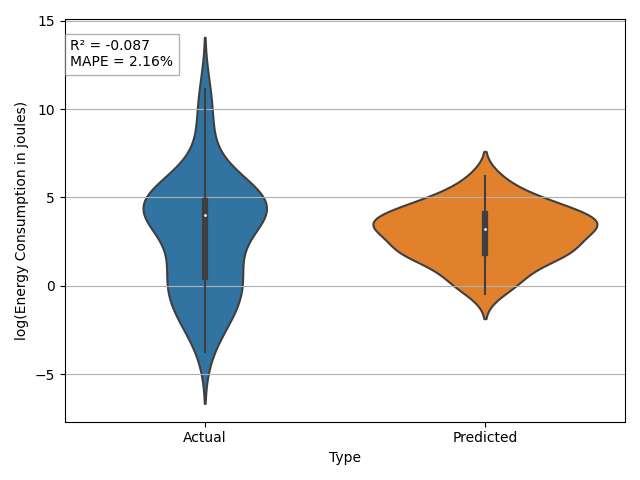 15
10
5
0
−5
log(Energy Consumption in joules)
R² = -0.087
MAPE = 2.16%
Actual
Predicted
Type